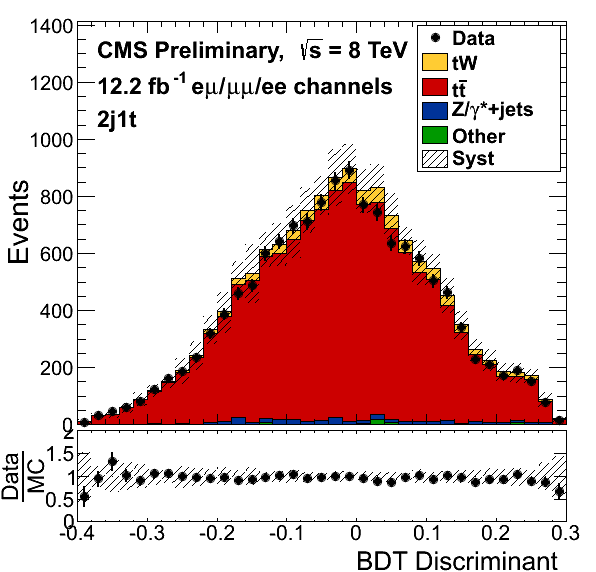 1400
1200
1000
800
600
400
200
0
Events
CMS Preliminary, √s = 8 TeV
12.2 fb⁻¹ eμ/μμ/ee channels
2j1t
Data
tW
tt̄
Z/γ*+jets
Other
Syst
2
1.5
1
0.5
0
Data
MC
-0.4 -0.3 -0.2 -0.1 0 0.1 0.2 0.3
BDT Discriminant